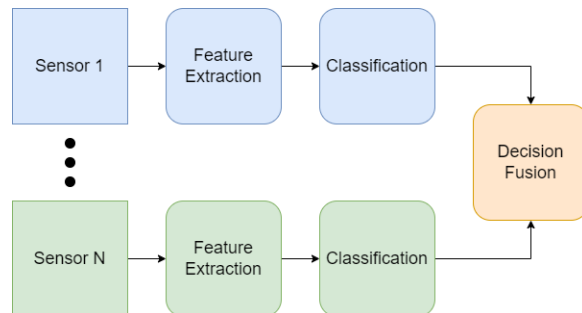 Sensor 1
Feature
Extraction
Classification
Decision
Fusion
Sensor N
Feature
Extraction
Classification